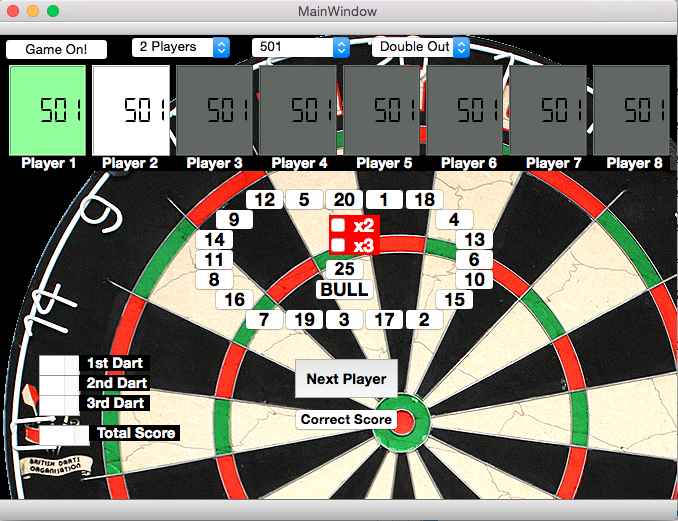 MainWindow
Game On! 2 Players 501 Double Out
501 501 501 501 501 501 501 501
Player 1 Player 2 Player 3 Player 4 Player 5 Player 6 Player 7 Player 8
12 5 20 1 18
9 x2 4
14 x3 13
11 25 6
8 BULL 10
16 15
7 19 3 17 2
1st Dart
2nd Dart
3rd Dart
Next Player
Correct Score
Total Score
9
14
BRITISH DARTS
ORGANISATION